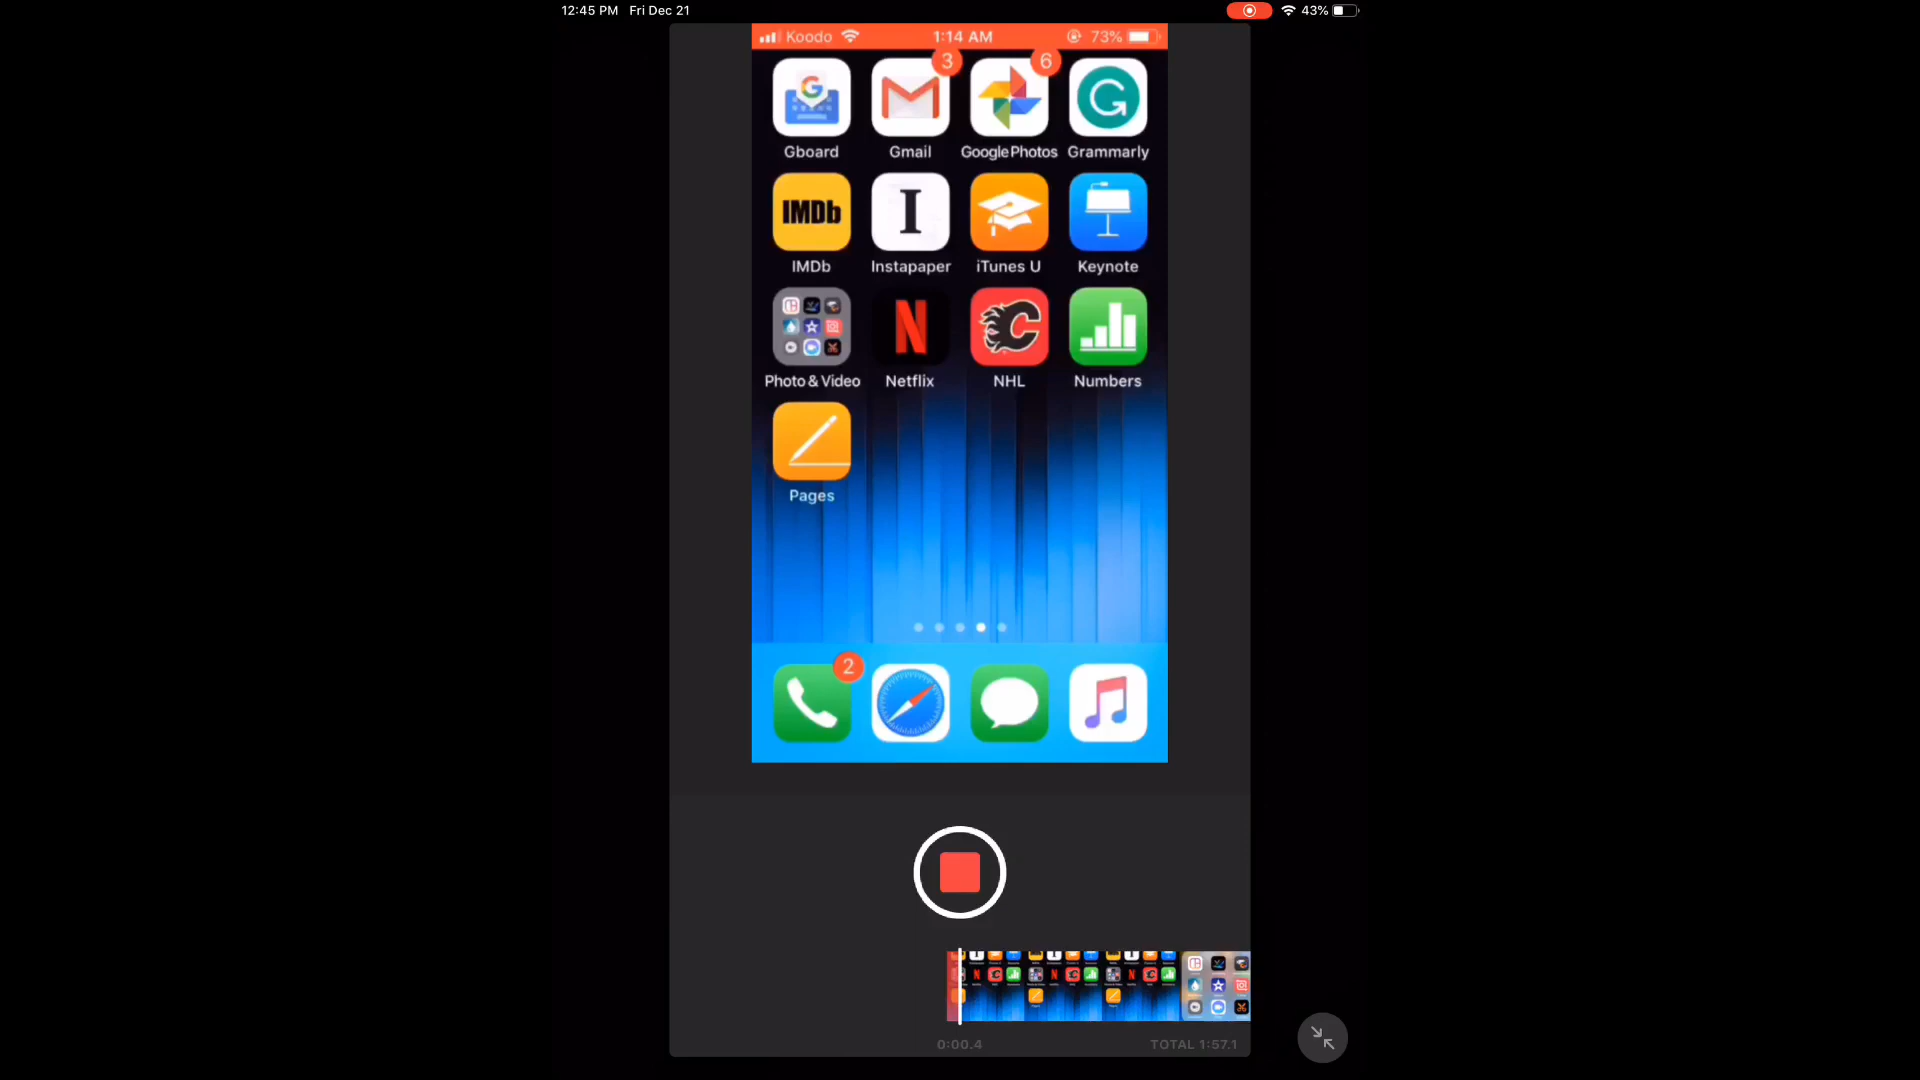 12:45 PM Fri Dec 21 43%
Koodo 1:14 AM 73%
3 6
Gboard Gmail Google Photos Grammarly
IMDb
IMDb Instapaper iTunes U Keynote
Photo & Video Netflix NHL Numbers
Pages
2
0:00.4 TOTAL 1:57.1